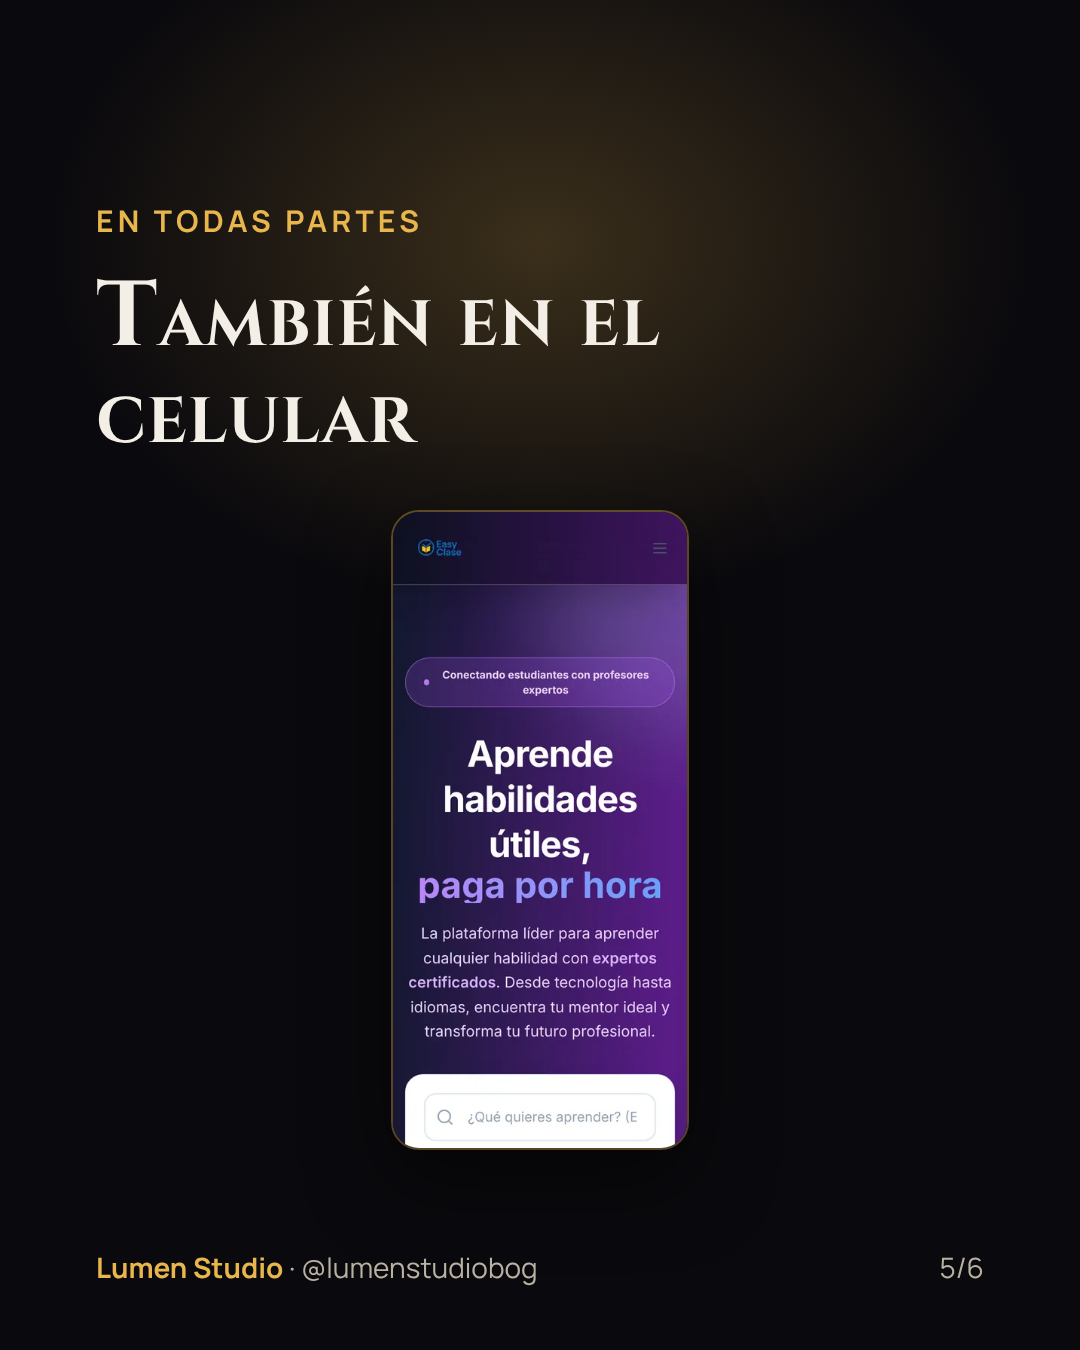 EN TODAS PARTES
También en el
celular
Easy
Clase
Conectando estudiantes con profesores
expertos
Aprende
habilidades
útiles,
paga por hora
La plataforma líder para aprender
cualquier habilidad con expertos
certificados. Desde tecnología hasta
idiomas, encuentra tu mentor ideal y
transforma tu futuro profesional.
¿Qué quieres aprender? (E
Lumen Studio · @lumenstudiobog
5/6